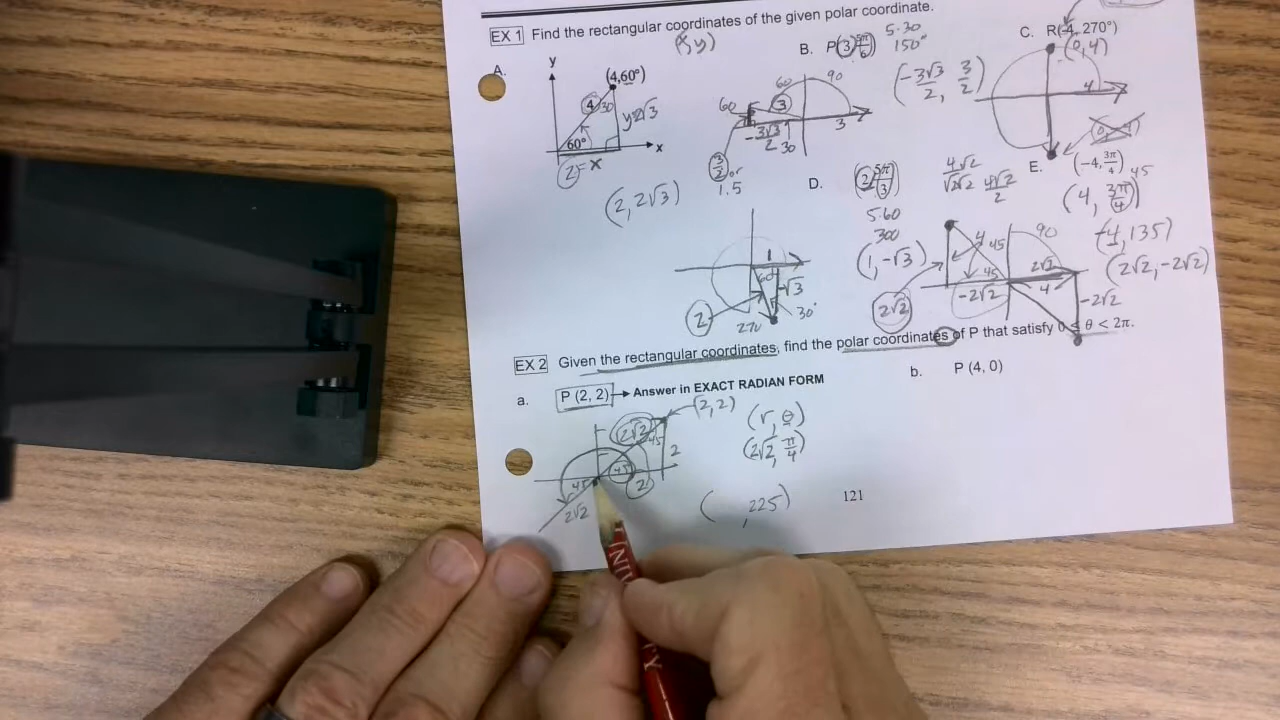 EX 1 Find the rectangular coordinates of the given polar coordinate.
(x,y)
A.
y
(4,60°)
4
30
y=2√3
60°
x
2=x
(2, 2√3)
B. P(3, 5π/6)
5·30
150°
(-3√3/2, 3/2)
60
90
60
3
-3√3/2
30
3
3/2 or
1.5
C. R(-4, 270°)
(0, 4)
4
D. (2, 5π/3)
5·60
300
(1, -√3)
1
60
-√3
30°
2
270
4√2
√2√2
4√2
2
E. (-4, 3π/4)
45
(4, 3π/4)
(-4, 135)
(2√2, -2√2)
90
4
45
45
2√2
4
-2√2
-2√2
2√2
EX 2 Given the rectangular coordinates, find the polar coordinates of P that satisfy 0 ≤ θ < 2π.
a. P (2, 2) → Answer in EXACT RADIAN FORM
(2,2)
2√2
45
2
45
2
45
2√2
(r, θ)
(2√2, π/4)
( , 225)
b. P (4, 0)
121